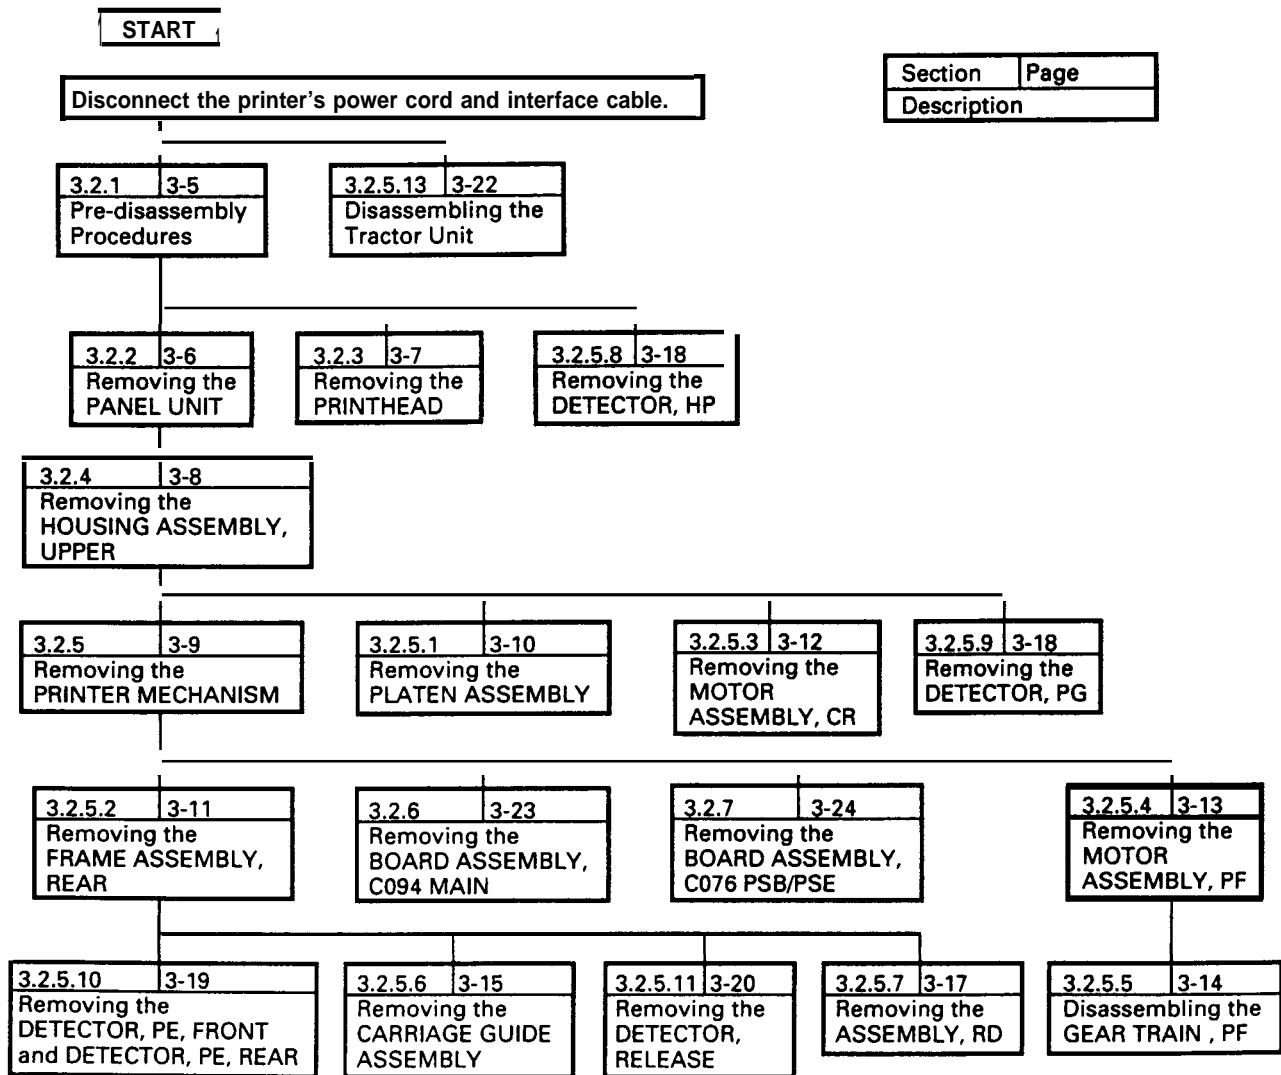 START
Section Page
Description
Disconnect the printer's power cord and interface cable.
3.2.1 3-5
Pre-disassembly
Procedures
3.2.5.13 3-22
Disassembling the
Tractor Unit
3.2.2 3-6
Removing the
PANEL UNIT
3.2.3 3-7
Removing the
PRINTHEAD
3.2.5.8 3-18
Removing the
DETECTOR, HP
3.2.4 3-8
Removing the
HOUSING ASSEMBLY,
UPPER
3.2.5 3-9
Removing the
PRINTER MECHANISM
3.2.5.1 3-10
Removing the
PLATEN ASSEMBLY
3.2.5.3 3-12
Removing the
MOTOR
ASSEMBLY, CR
3.2.5.9 3-18
Removing the
DETECTOR, PG
3.2.5.2 3-11
Removing the
FRAME ASSEMBLY,
REAR
3.2.6 3-23
Removing the
BOARD ASSEMBLY,
C094 MAIN
3.2.7 3-24
Removing the
BOARD ASSEMBLY,
C076 PSB/PSE
3.2.5.4 3-13
Removing the
MOTOR
ASSEMBLY, PF
3.2.5.10 3-19
Removing the
DETECTOR, PE, FRONT
and DETECTOR, PE, REAR
3.2.5.6 3-15
Removing the
CARRIAGE GUIDE
ASSEMBLY
3.2.5.11 3-20
Removing the
DETECTOR,
RELEASE
3.2.5.7 3-17
Removing the
ASSEMBLY, RD
3.2.5.5 3-14
Disassembling the
GEAR TRAIN , PF